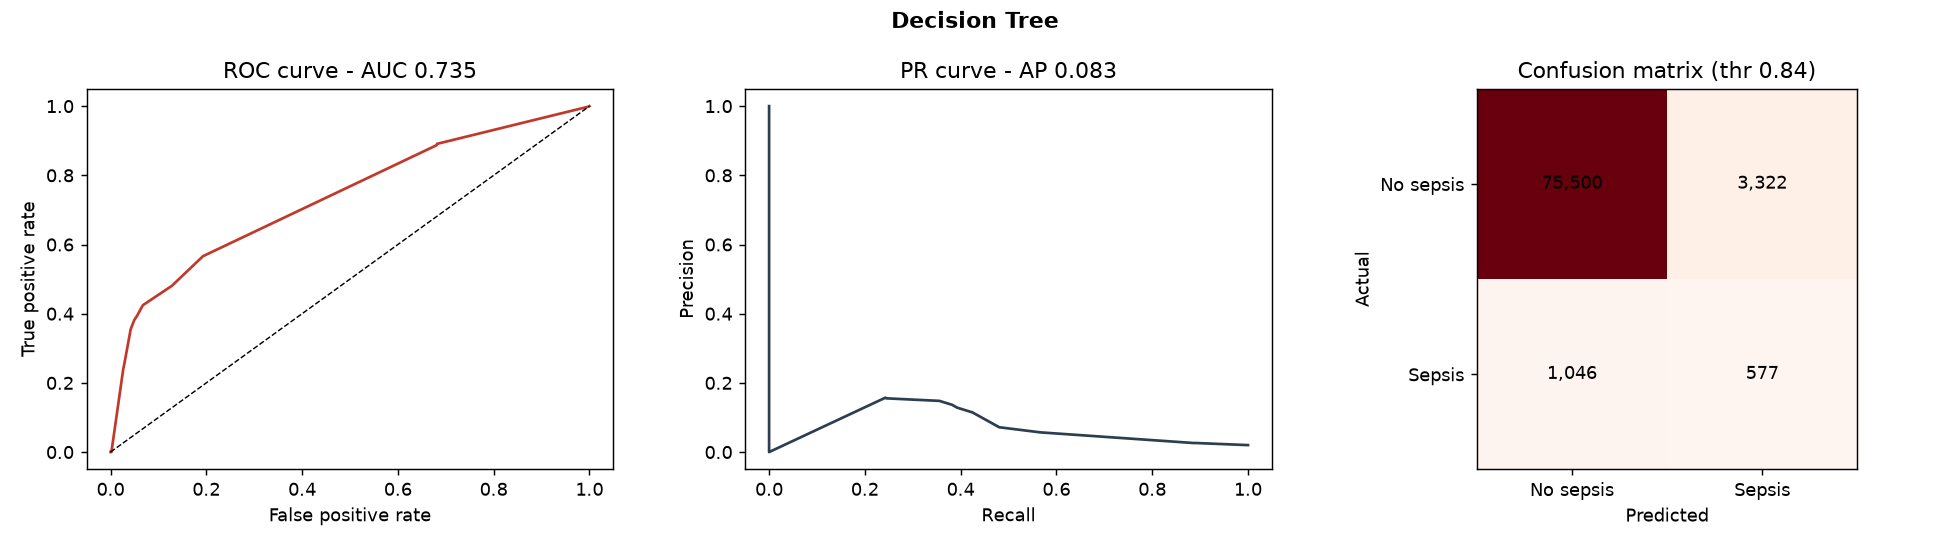 Decision Tree
ROC curve - AUC 0.735
True positive rate
1.0
0.8
0.6
0.4
0.2
0.0
0.0 0.2 0.4 0.6 0.8 1.0
False positive rate
PR curve - AP 0.083
Precision
1.0
0.8
0.6
0.4
0.2
0.0
0.0 0.2 0.4 0.6 0.8 1.0
Recall
Confusion matrix (thr 0.84)
Actual
No sepsis 75,500 3,322
Sepsis 1,046 577
No sepsis Sepsis
Predicted